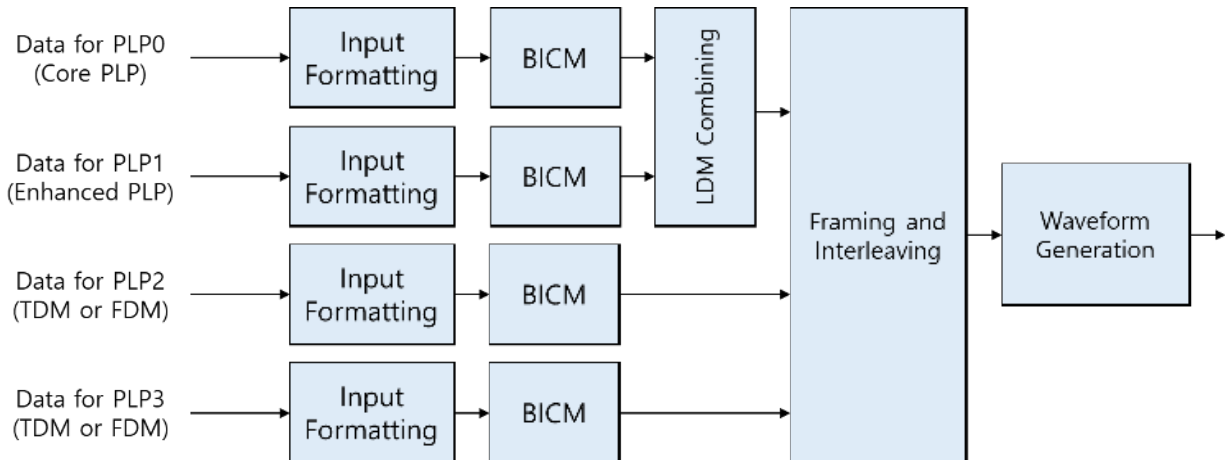 Data for PLP0
(Core PLP)
Input
Formatting
BICM
LDM Combining
Data for PLP1
(Enhanced PLP)
Input
Formatting
BICM
Framing and
Interleaving
Waveform
Generation
Data for PLP2
(TDM or FDM)
Input
Formatting
BICM
Data for PLP3
(TDM or FDM)
Input
Formatting
BICM